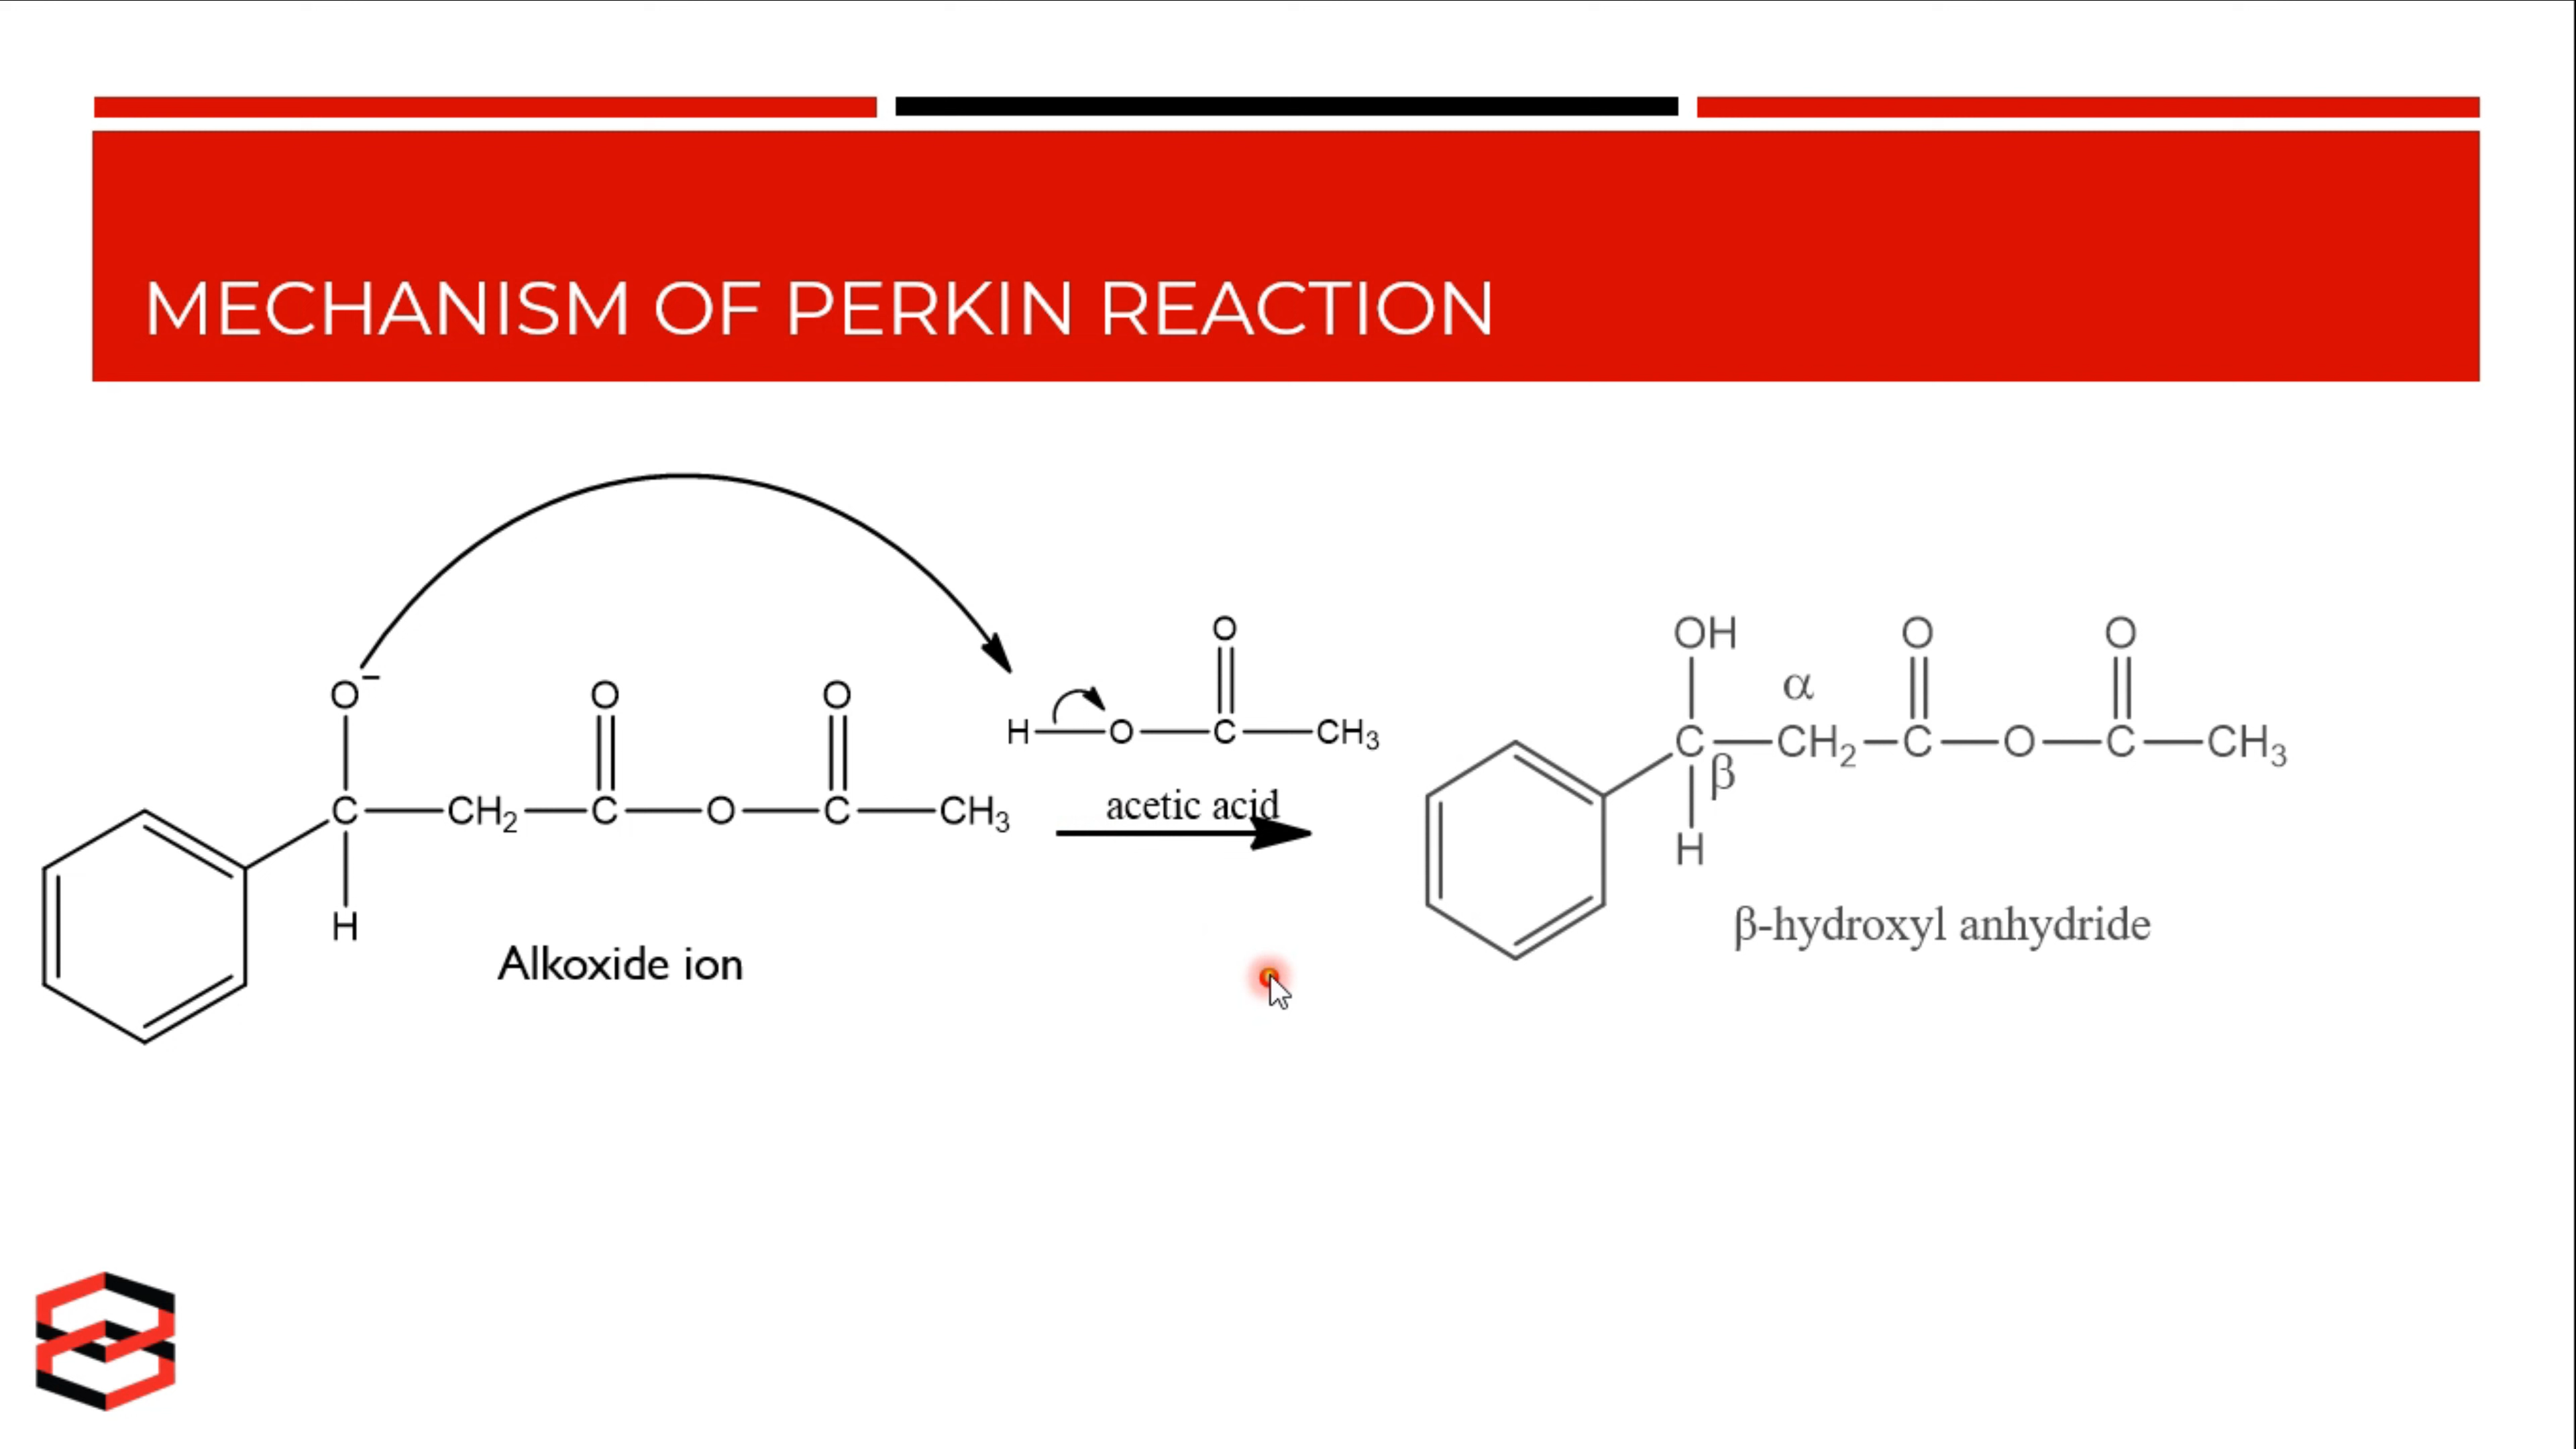 MECHANISM OF PERKIN REACTION
O⁻
O
O
C
CH₂
C
O
C
CH₃
H
Alkoxide ion
O
H
O
C
CH₃
acetic acid
OH
O
O
α
C
CH₂
C
O
C
CH₃
β
H
β-hydroxyl anhydride